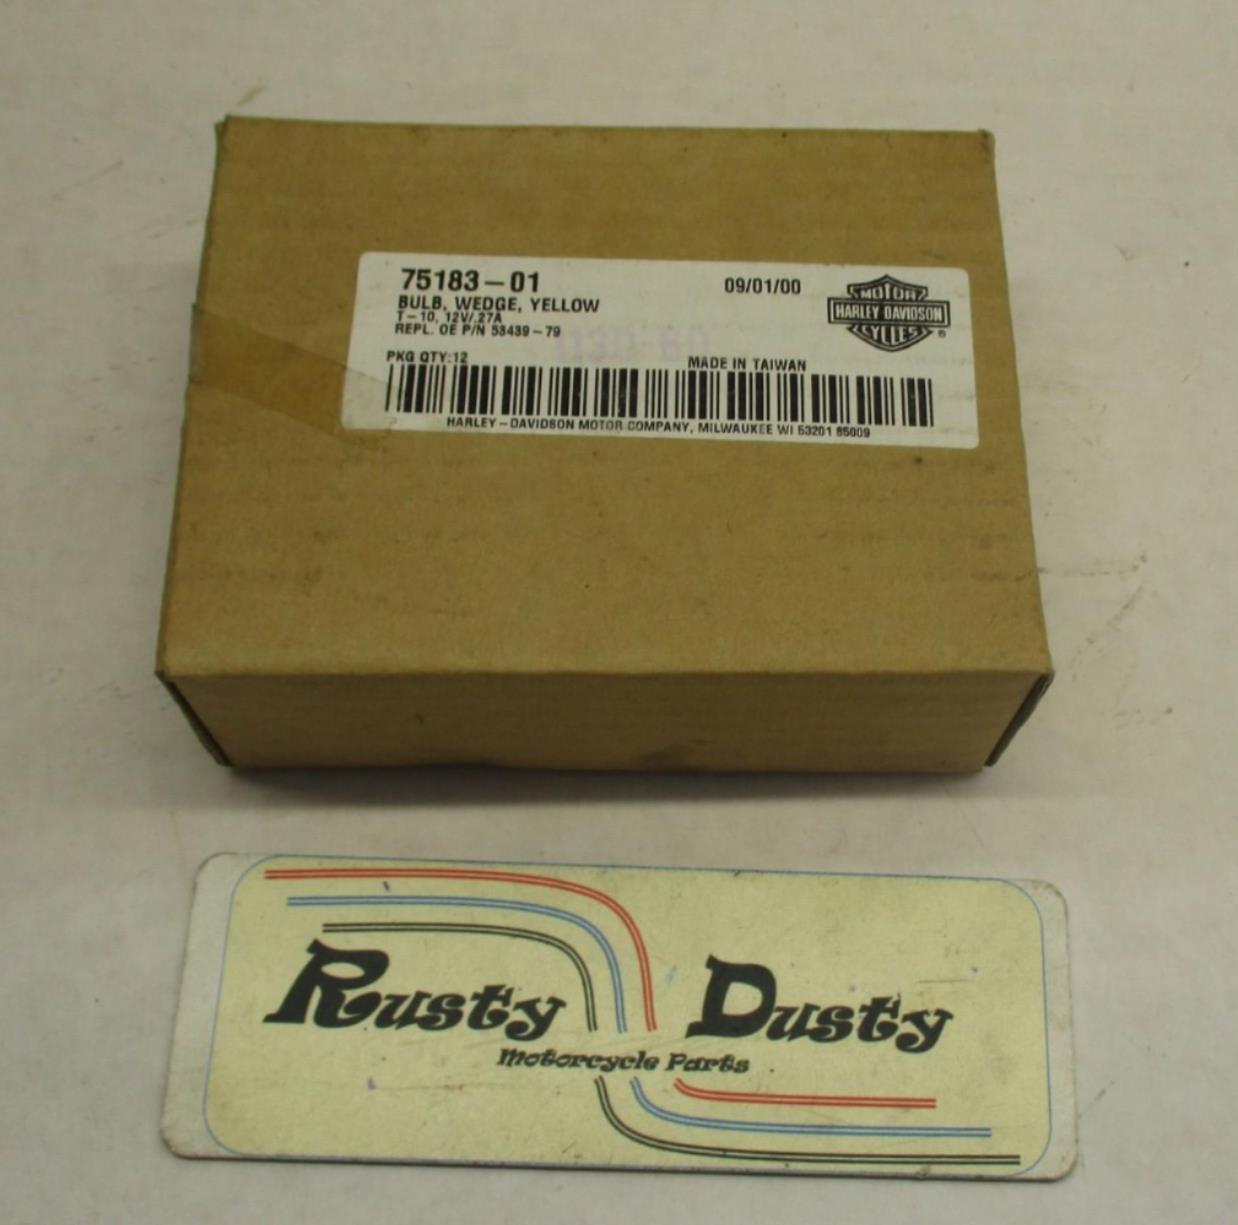 75183-01
09/01/00
BULB, WEDGE, YELLOW
T-10, 12V/.27A
REPL. OE P/N 53439-79
MOTOR
HARLEY-DAVIDSON
CYCLES
®
PKG QTY:12
MADE IN TAIWAN
HARLEY-DAVIDSON MOTOR COMPANY, MILWAUKEE WI 53201 85009
Rusty Dusty
Motorcycle Parts